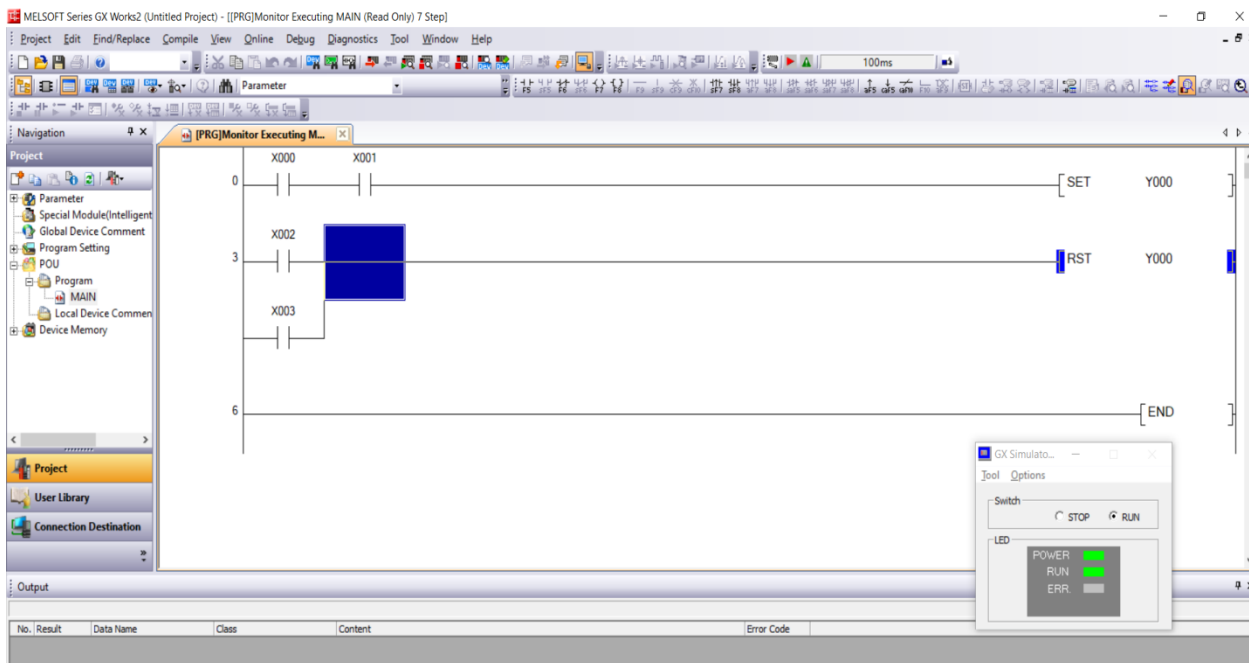 MELSOFT Series GX Works2 (Untitled Project) - [[PRG]Monitor Executing MAIN (Read Only) 7 Step]
Project Edit Find/Replace Compile View Online Debug Diagnostics Tool Window Help
100ms
Parameter
Navigation
[PRG]Monitor Executing M...
Project
Parameter
Special Module(Intelligent
Global Device Comment
Program Setting
POU
Program
MAIN
Local Device Commen
Device Memory
Project
User Library
Connection Destination
X000 X001
0 SET Y000
X002
3 RST Y000
X003
6 END
GX Simulato...
Tool Options
Switch
STOP RUN
LED
POWER
RUN
ERR.
Output
No. Result Data Name Class Content Error Code